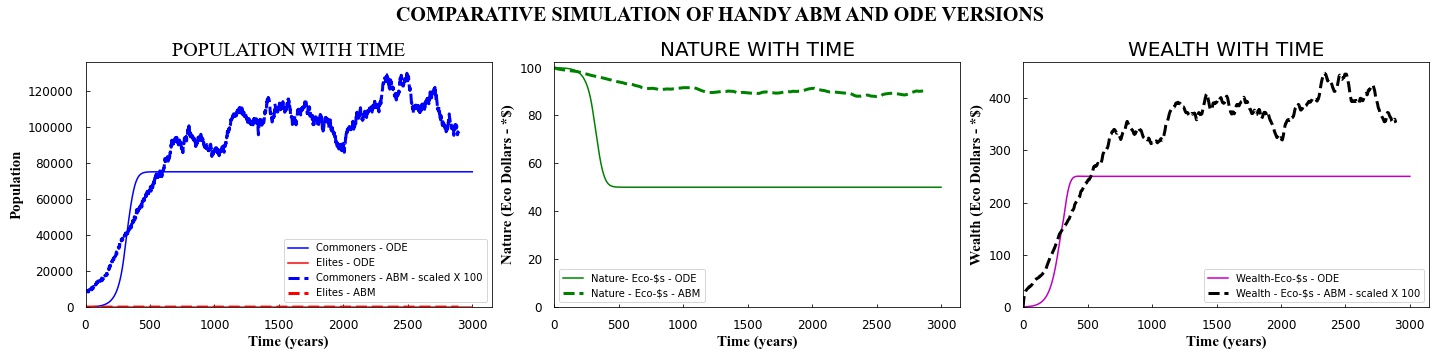 COMPARATIVE SIMULATION OF HANDY ABM AND ODE VERSIONS
POPULATION WITH TIME
Population
120000
100000
80000
60000
40000
20000
0
0 500 1000 1500 2000 2500 3000
Time (years)
Commoners - ODE
Elites - ODE
Commoners - ABM - scaled X 100
Elites - ABM
NATURE WITH TIME
Nature (Eco Dollars - *$)
100
80
60
40
20
0
0 500 1000 1500 2000 2500 3000
Time (years)
Nature- Eco-$s - ODE
Nature - Eco-$s - ABM
WEALTH WITH TIME
Wealth (Eco Dollars - *$)
400
300
200
100
0
0 500 1000 1500 2000 2500 3000
Time (years)
Wealth-Eco-$s - ODE
Wealth - Eco-$s - ABM - scaled X 100